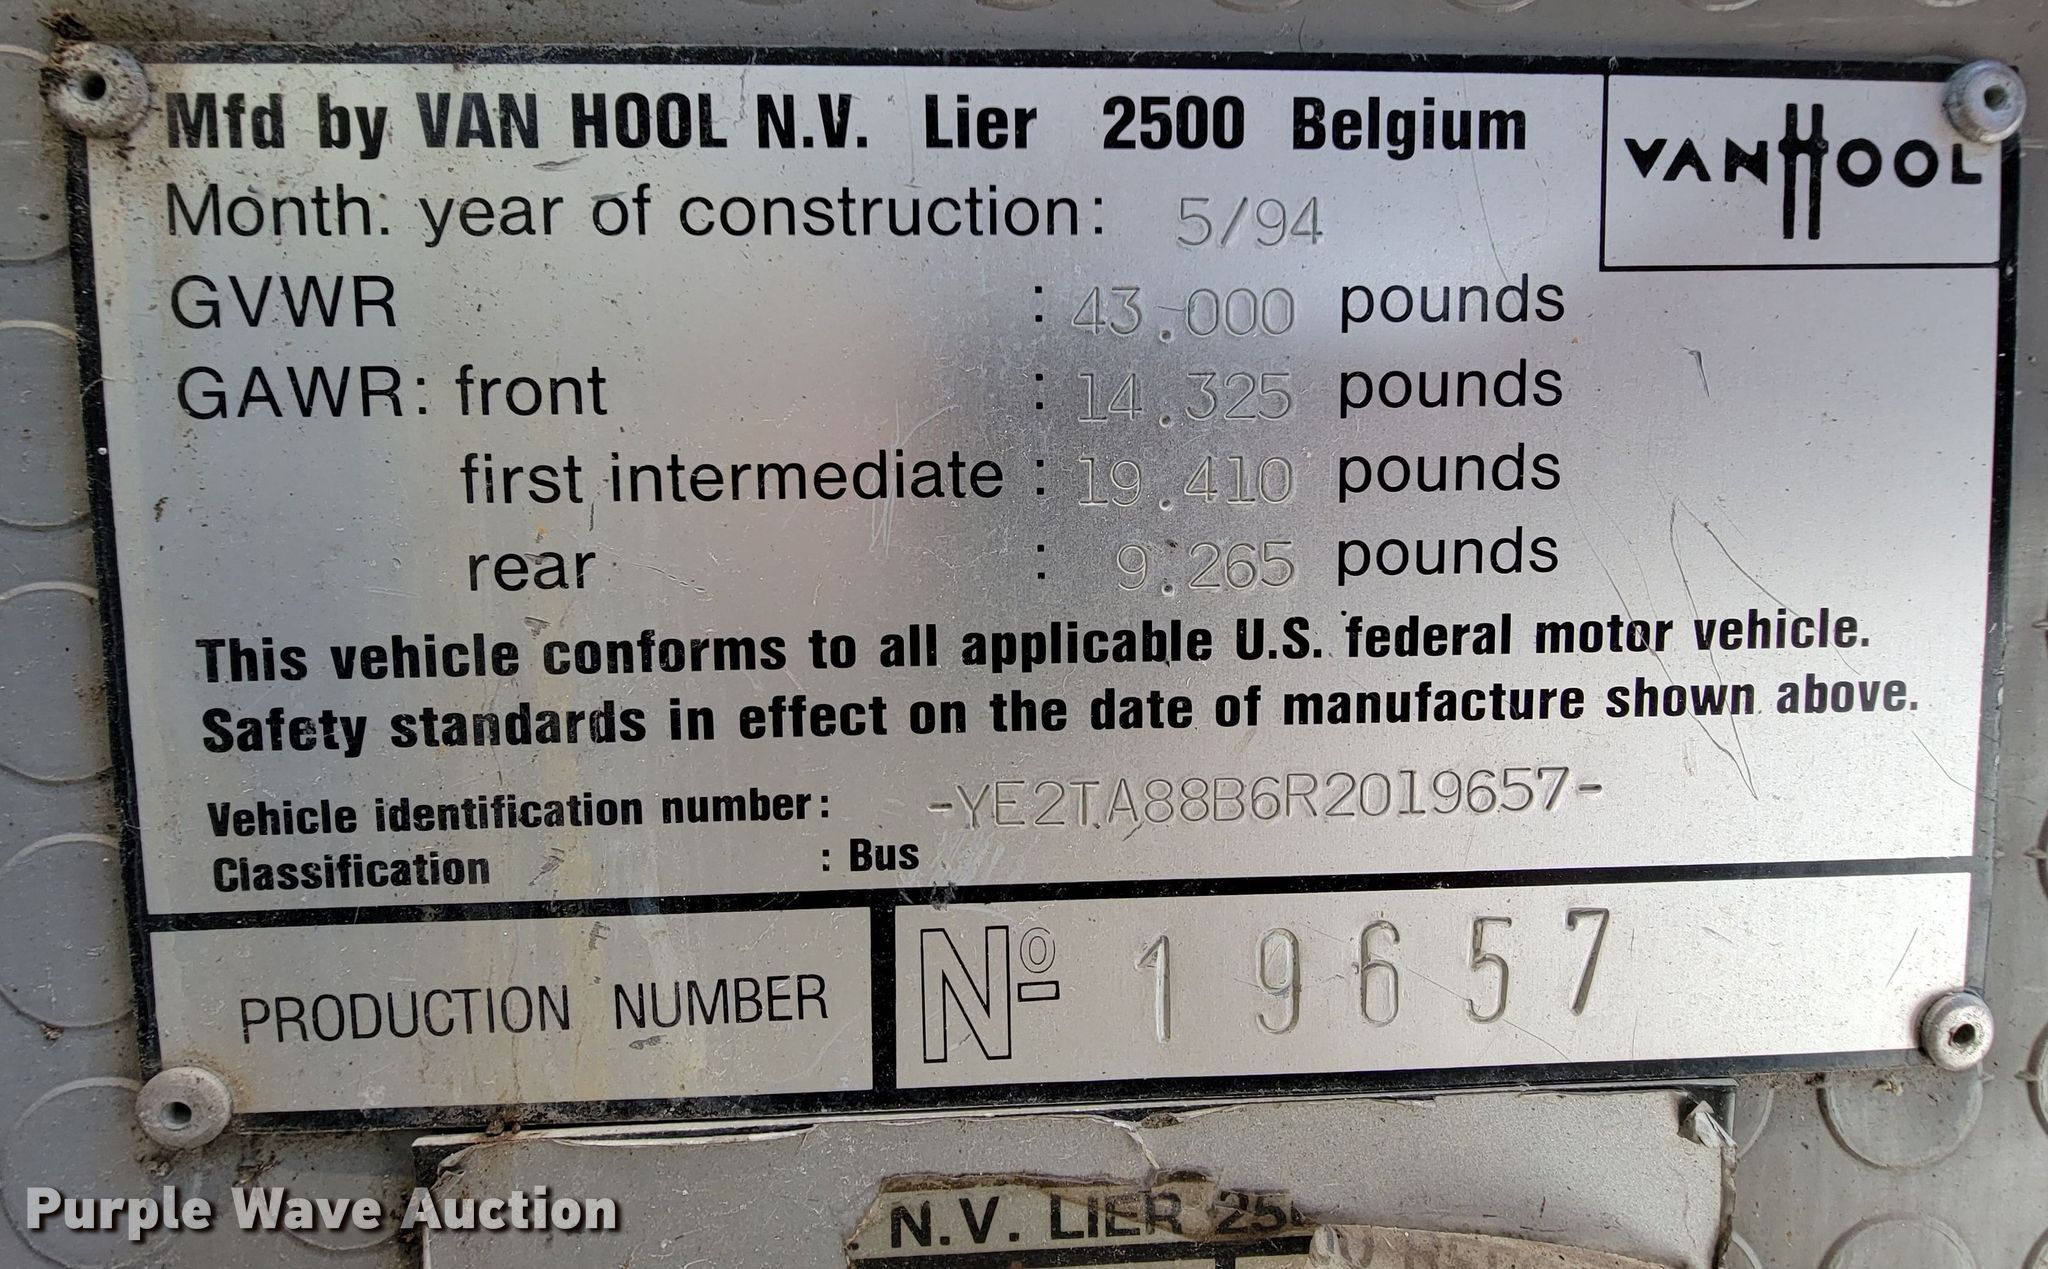 Mfd by VAN HOOL N.V. Lier 2500 Belgium
VANHOOL
Month. year of construction: 5/94
GVWR : 43.000 pounds
GAWR: front : 14.325 pounds
first intermediate : 19.410 pounds
rear : 9.265 pounds
This vehicle conforms to all applicable U.S. federal motor vehicle.
Safety standards in effect on the date of manufacture shown above.
Vehicle identification number: -YE2TA88B6R2019657-
Classification : Bus
PRODUCTION NUMBER Nº 19657
N.V. LIER
Purple Wave Auction